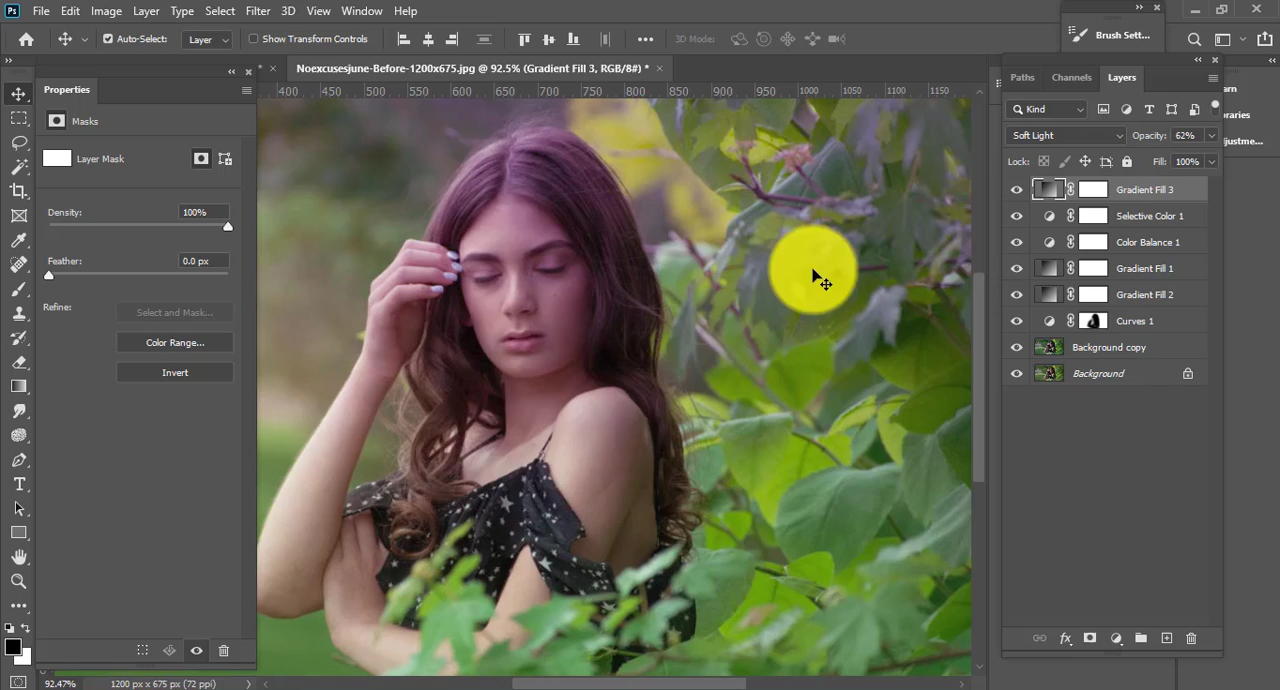 Ps File Edit Image Layer Type Select Filter 3D View Window Help
Auto-Select: Layer Show Transform Controls 3D Mode: Brush Sett...
* × Noexcusesjune-Before-1200x675.jpg @ 92.5% (Gradient Fill 3, RGB/8#) * ×
400 450 500 550 600 650 700 750 800 850 900 950 1000 1050 1100 1150
Properties
Masks
Layer Mask
Density: 100%
Feather: 0.0 px
Refine: Select and Mask...
Color Range...
Invert
Paths Channels Layers
Kind
Soft Light Opacity: 62%
Lock: Fill: 100%
Gradient Fill 3
Selective Color 1
Color Balance 1
Gradient Fill 1
Gradient Fill 2
Curves 1
Background copy
Background
arn
oraries
djustme...
92.47% 1200 px x 675 px (72 ppi)